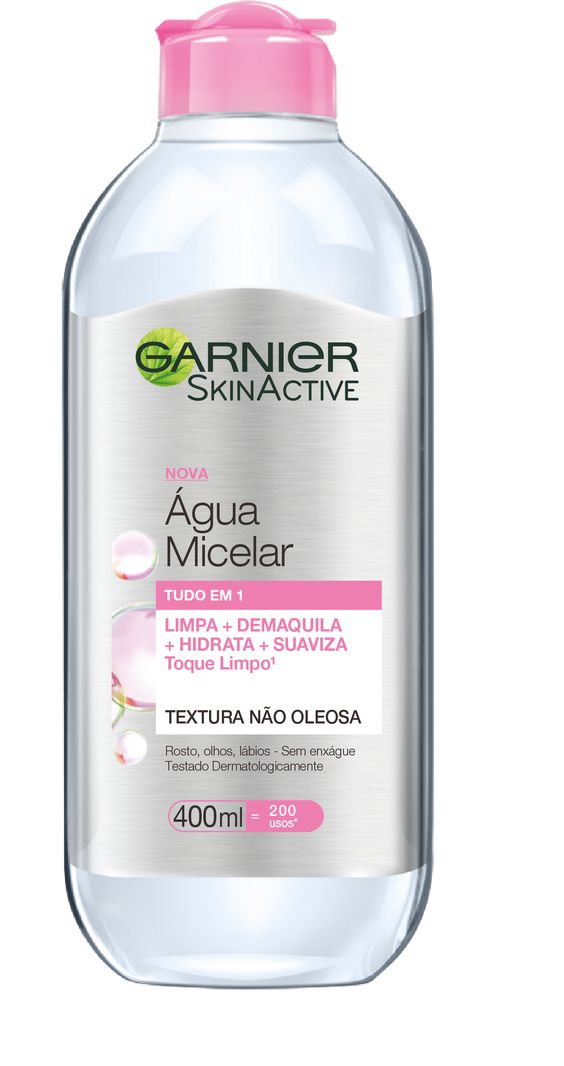 GARNIER
SKINACTIVE
NOVA
Água
Micelar
TUDO EM 1
LIMPA + DEMAQUILA
+ HIDRATA + SUAVIZA
Toque Limpo¹
TEXTURA NÃO OLEOSA
Rosto, olhos, lábios - Sem enxágue
Testado Dermatologicamente
400ml = 200
usos*